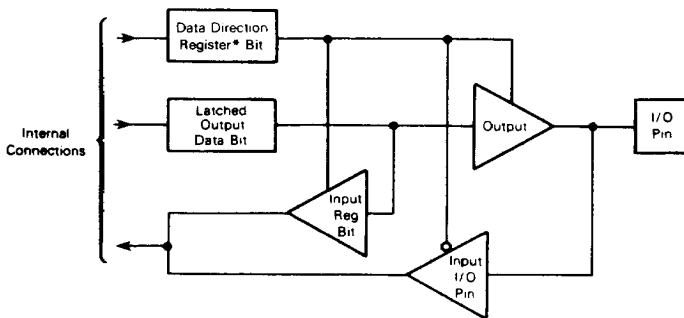 Data Direction
Register* Bit
Latched
Output
Data Bit
Internal
Connections
Output
I/O
Pin
Input
Reg
Bit
Input
I/O
Pin